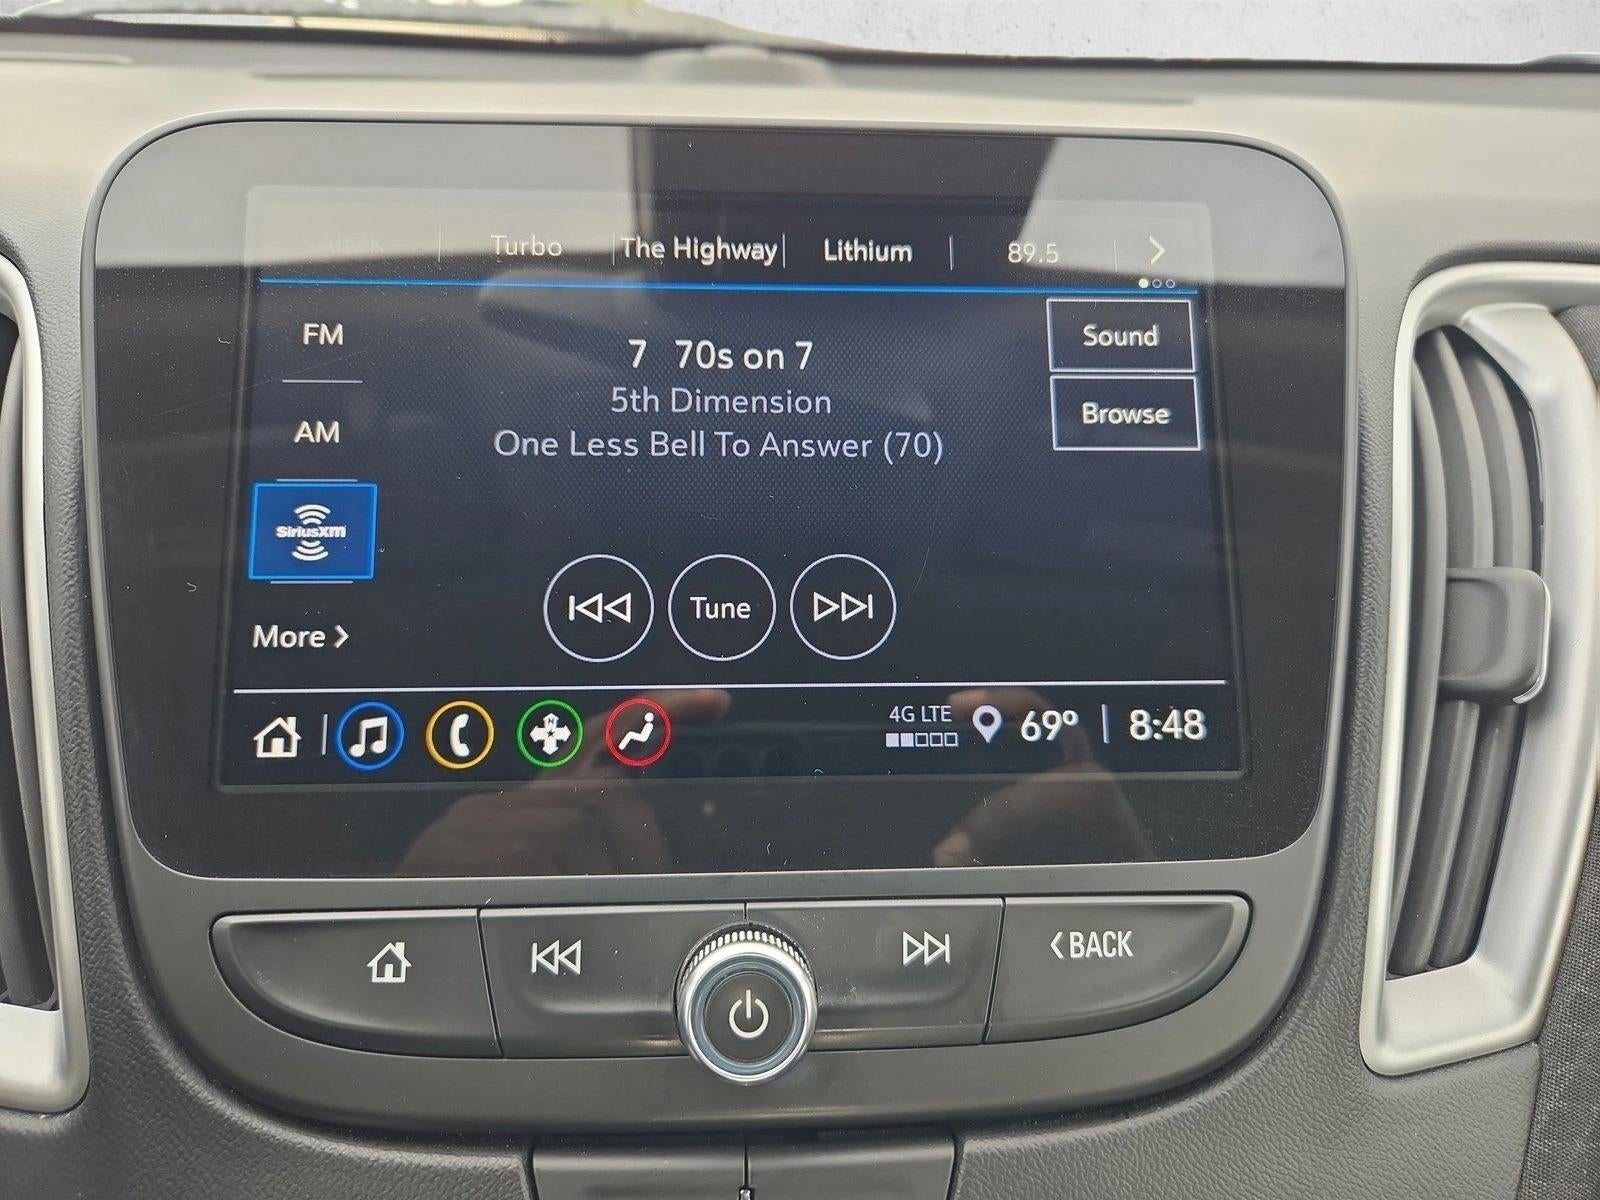 Alt2K Turbo The Highway Lithium 89.5
FM
AM
SiriusXM
More
7 70s on 7
5th Dimension
One Less Bell To Answer (70)
Sound
Browse
Tune
N
4G LTE
69°
8:48
BACK